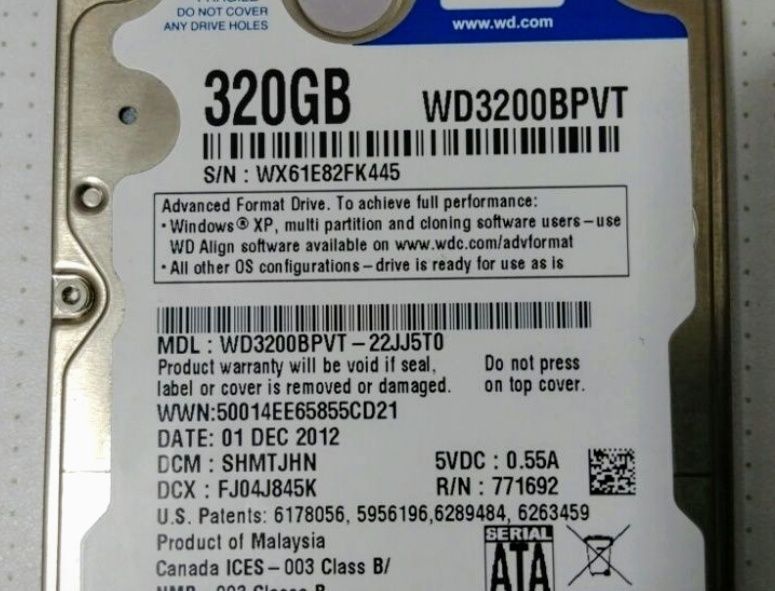 DO NOT COVER
ANY DRIVE HOLES
www.wd.com
320GB WD3200BPVT
S/N : WX61E82FK445
Advanced Format Drive. To achieve full performance:
• Windows® XP, multi partition and cloning software users – use
WD Align software available on www.wdc.com/advformat
• All other OS configurations – drive is ready for use as is
MDL : WD3200BPVT – 22JJ5T0
Product warranty will be void if seal, Do not press
label or cover is removed or damaged. on top cover.
WWN:50014EE65855CD21
DATE: 01 DEC 2012
DCM : SHMTJHN 5VDC : 0.55A
DCX : FJ04J845K R/N : 771692
U.S. Patents: 6178056, 5956196,6289484, 6263459
Product of Malaysia SERIAL
Canada ICES – 003 Class B/ ATA